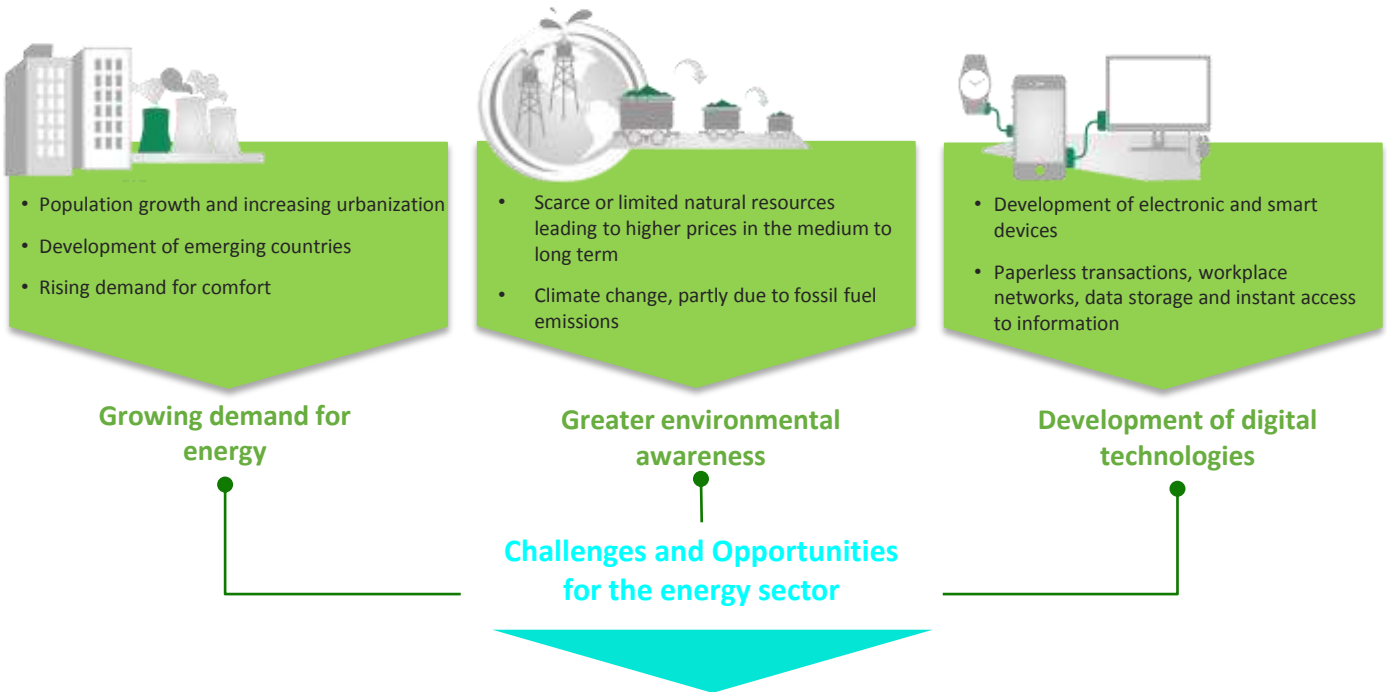 • Population growth and increasing urbanization
• Development of emerging countries
• Rising demand for comfort
Growing demand for
energy
• Scarce or limited natural resources
leading to higher prices in the medium to
long term
• Climate change, partly due to fossil fuel
emissions
Greater environmental
awareness
• Development of electronic and smart
devices
• Paperless transactions, workplace
networks, data storage and instant access
to information
Development of digital
technologies
Challenges and Opportunities
for the energy sector